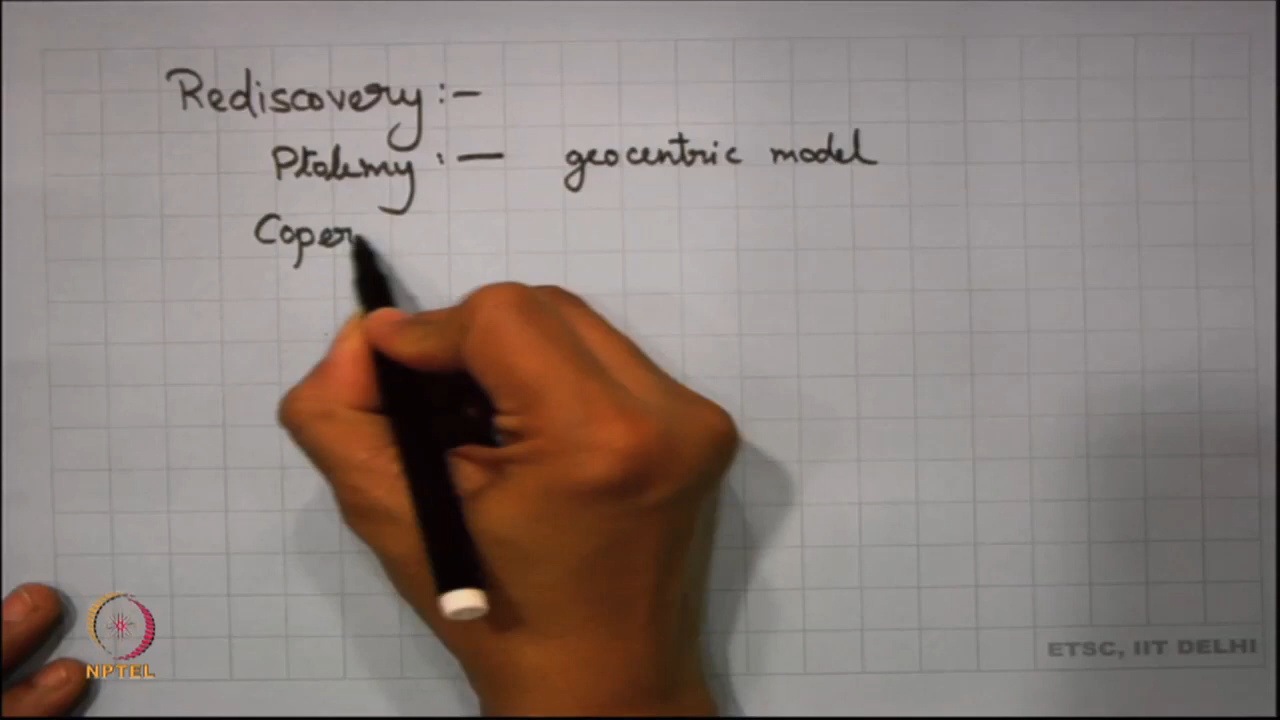 Rediscovery :-
Ptolemy :- geocentric model
Coper
NPTEL
ETSC, IIT DELHI